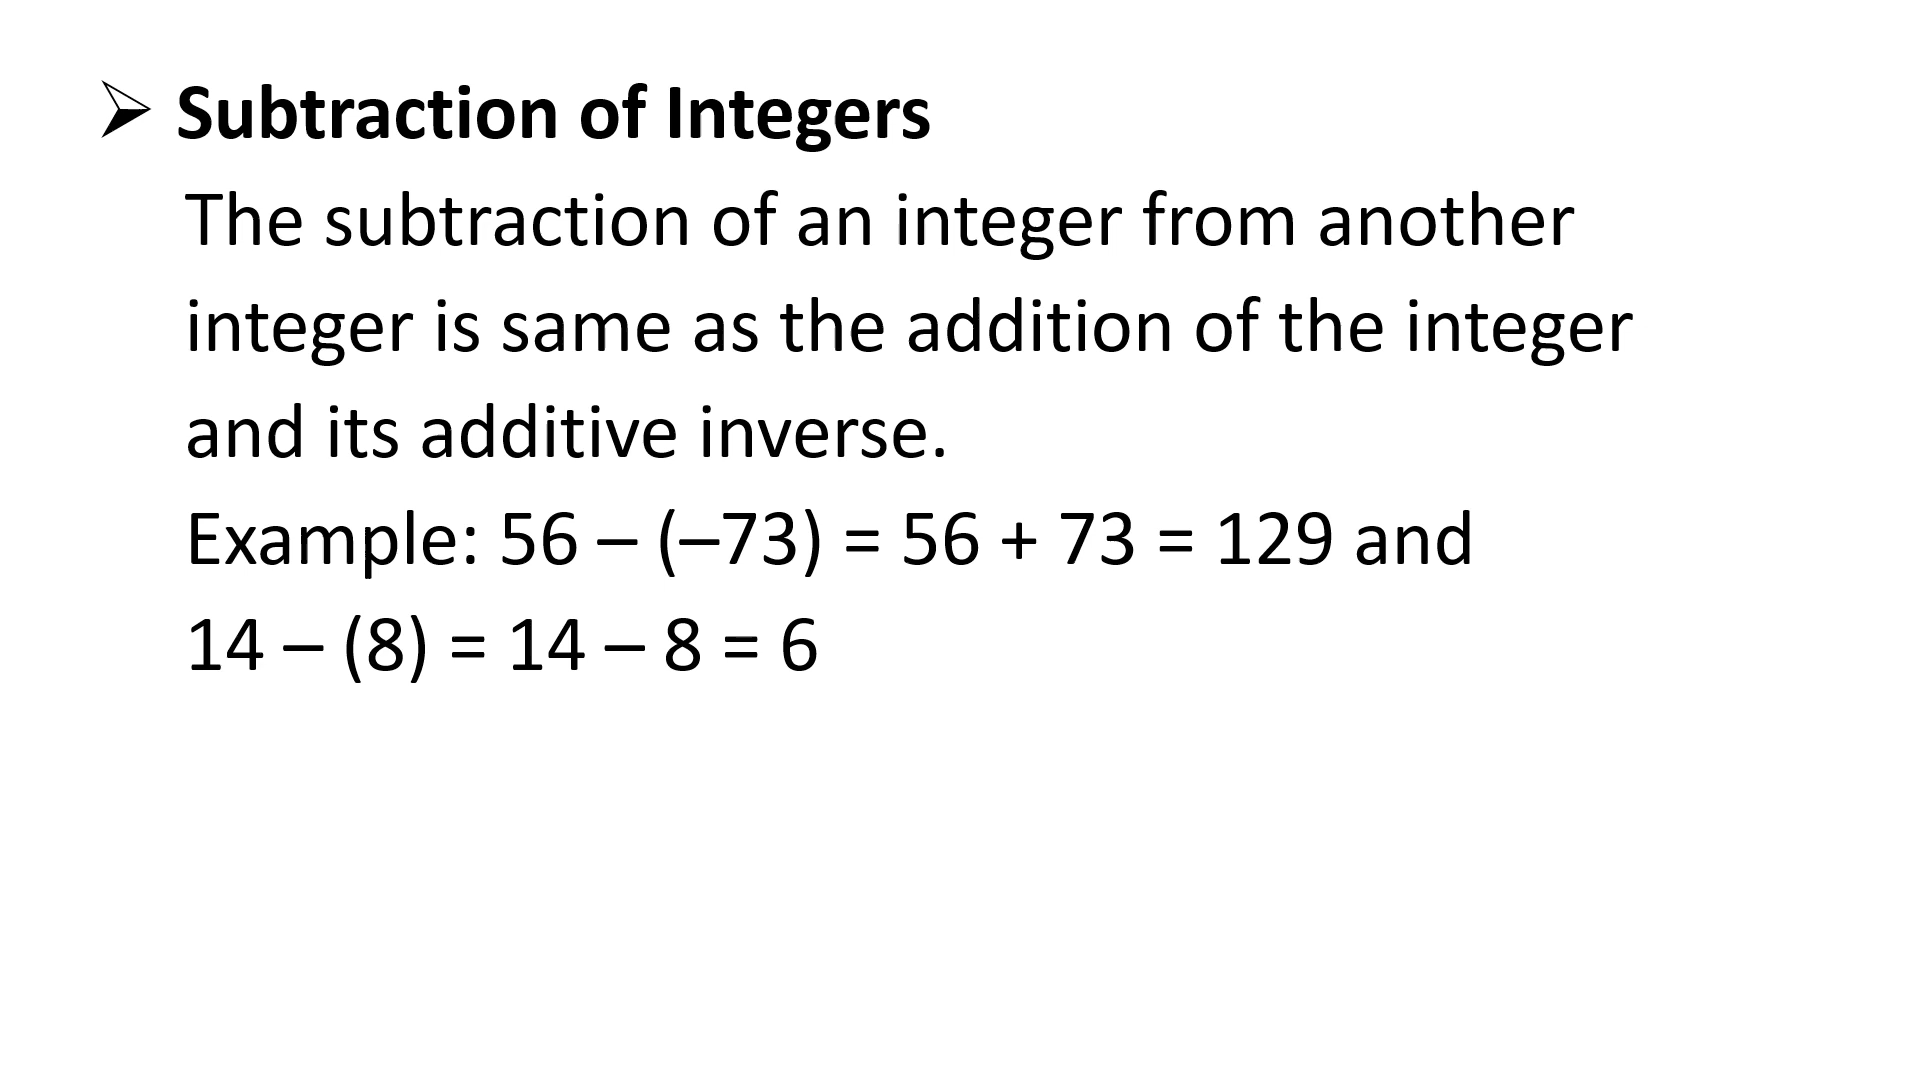 ➢ Subtraction of Integers
The subtraction of an integer from another
integer is same as the addition of the integer
and its additive inverse.
Example: 56 – (–73) = 56 + 73 = 129 and
14 – (8) = 14 – 8 = 6